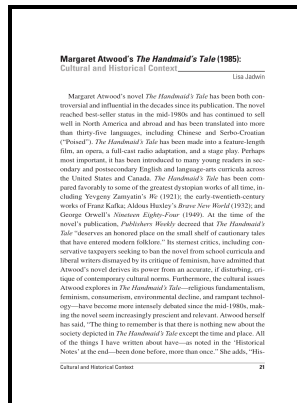 Margaret Atwood's The Handmaid's Tale (1985):
Cultural and Historical Context
Lisa Jadwin
Margaret Atwood's novel The Handmaid's Tale has been both con-
troversial and influential in the decades since its publication. The novel
reached best-seller status in the mid-1980s and has continued to sell
well in North America and abroad and has been translated into more
than thirty-five languages, including Chinese and Serbo-Croatian
("Poised"). The Handmaid's Tale has been made into a feature-length
film, an opera, a full-cast radio adaptation, and a stage play. Perhaps
most important, it has been introduced to many young readers in sec-
ondary and postsecondary English and language-arts curricula across
the United States and Canada. The Handmaid's Tale has been com-
pared favorably to some of the greatest dystopian works of all time, in-
cluding Yevgeny Zamyatin's We (1921); the early-twentieth-century
works of Franz Kafka; Aldous Huxley's Brave New World (1932); and
George Orwell's Nineteen Eighty-Four (1949). At the time of the
novel's publication, Publishers Weekly decreed that The Handmaid's
Tale "deserves an honored place on the small shelf of cautionary tales
that have entered modern folklore." Its sternest critics, including con-
servative taxpayers seeking to ban the novel from school curricula and
liberal writers dismayed by its critique of feminism, have admitted that
Atwood's novel derives its power from an accurate, if disturbing, cri-
tique of contemporary cultural norms. Furthermore, the cultural issues
Atwood explores in The Handmaid's Tale—religious fundamentalism,
feminism, consumerism, environmental decline, and rampant technol-
ogy—have become more intensely debated since the mid-1980s, mak-
ing the novel seem increasingly prescient and relevant. Atwood herself
has said, "The thing to remember is that there is nothing new about the
society depicted in The Handmaid's Tale except the time and place. All
of the things I have written about have—as noted in the 'Historical
Notes' at the end—been done before, more than once." She adds, "His-
Cultural and Historical Context 21